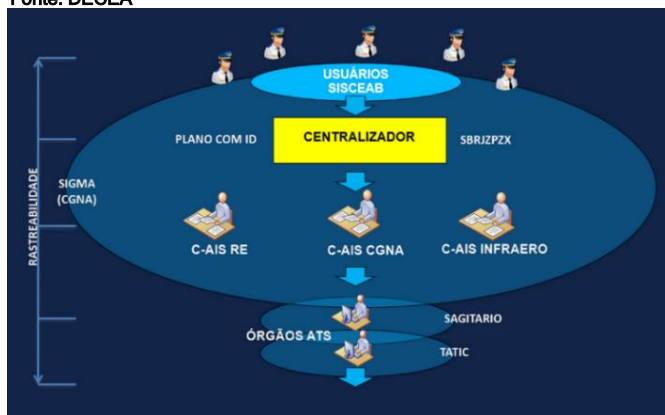 Fonte: DECEA
USUÁRIOS
SISCEAB
PLANO COM ID
CENTRALIZADOR
SBRJZPZX
RASTREABILIDADE
SIGMA
(CGNA)
C-AIS RE
C-AIS CGNA
C-AIS INFRAERO
SAGITARIO
ÓRGÃOS ATS
TATIC